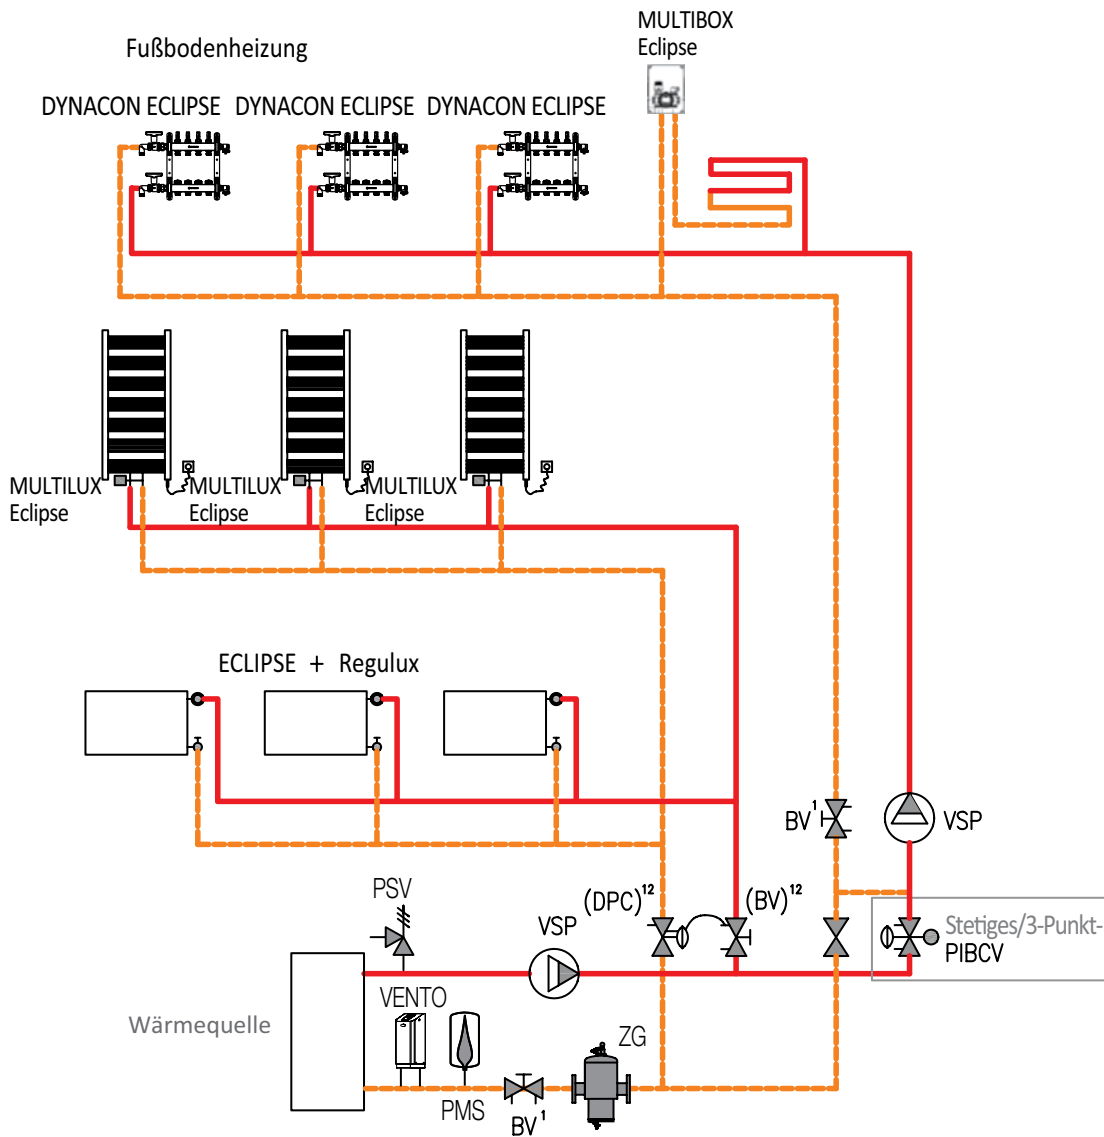 MULTIBOX
Eclipse
Fußbodenheizung
DYNACON ECLIPSE DYNACON ECLIPSE DYNACON ECLIPSE
MULTILUX
Eclipse
MULTILUX
Eclipse
MULTILUX
Eclipse
ECLIPSE + Regulux
BV¹
VSP
PSV
VSP
(DPC)¹²
(BV)¹²
Stetiges/3-Punkt-
PIBCV
Wärmequelle
VENTO
PMS
BV¹
ZG